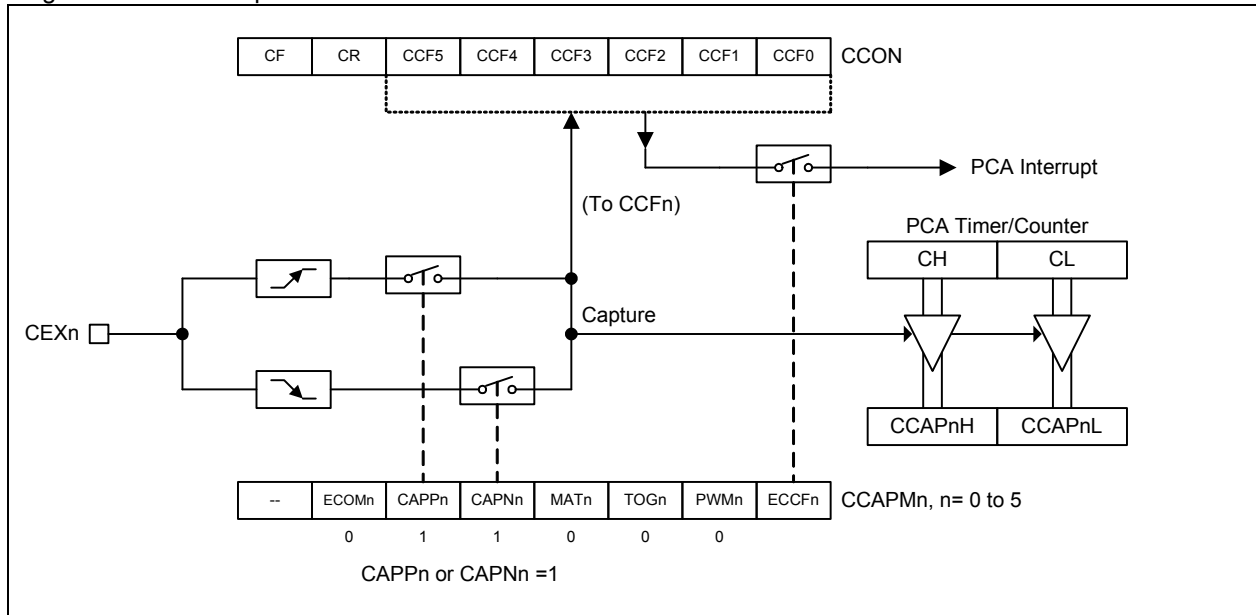 CF CR CCF5 CCF4 CCF3 CCF2 CCF1 CCF0 CCON
PCA Interrupt
(To CCFn)
PCA Timer/Counter
CH CL
Capture
CEXn
CCAPnH CCAPnL
-- ECOMn CAPPn CAPNn MATn TOGn PWMn ECCFn CCAPMn, n= 0 to 5
0 1 1 0 0 0
CAPPn or CAPNn =1